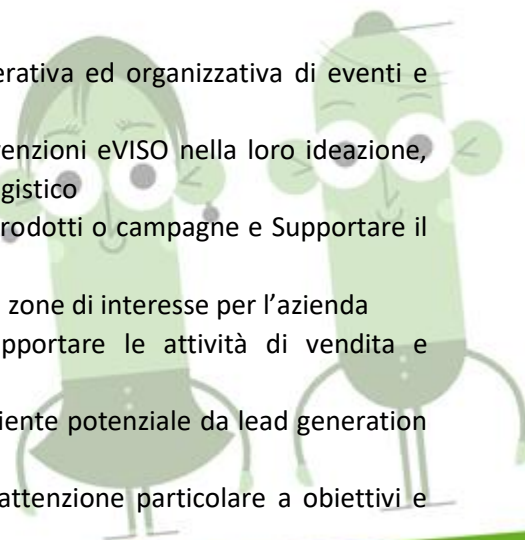 erativa ed organizzativa di eventi e
enzioni eVISO nella loro ideazione,
gistico
rodotti o campagne e Supportare il
zone di interesse per l’azienda
pportare le attività di vendita e
iente potenziale da lead generation
attenzione particolare a obiettivi e